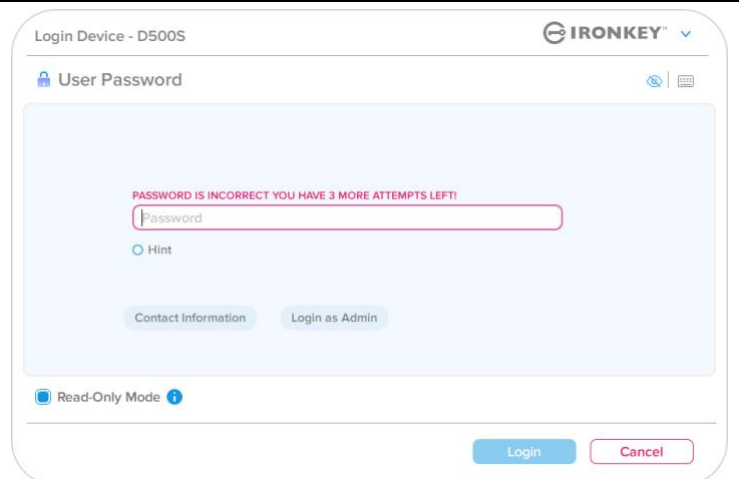 Login Device - D500S
IRONKEY™
User Password
PASSWORD IS INCORRECT YOU HAVE 3 MORE ATTEMPTS LEFT!
Password
Hint
Contact Information
Login as Admin
Read-Only Mode
Login
Cancel